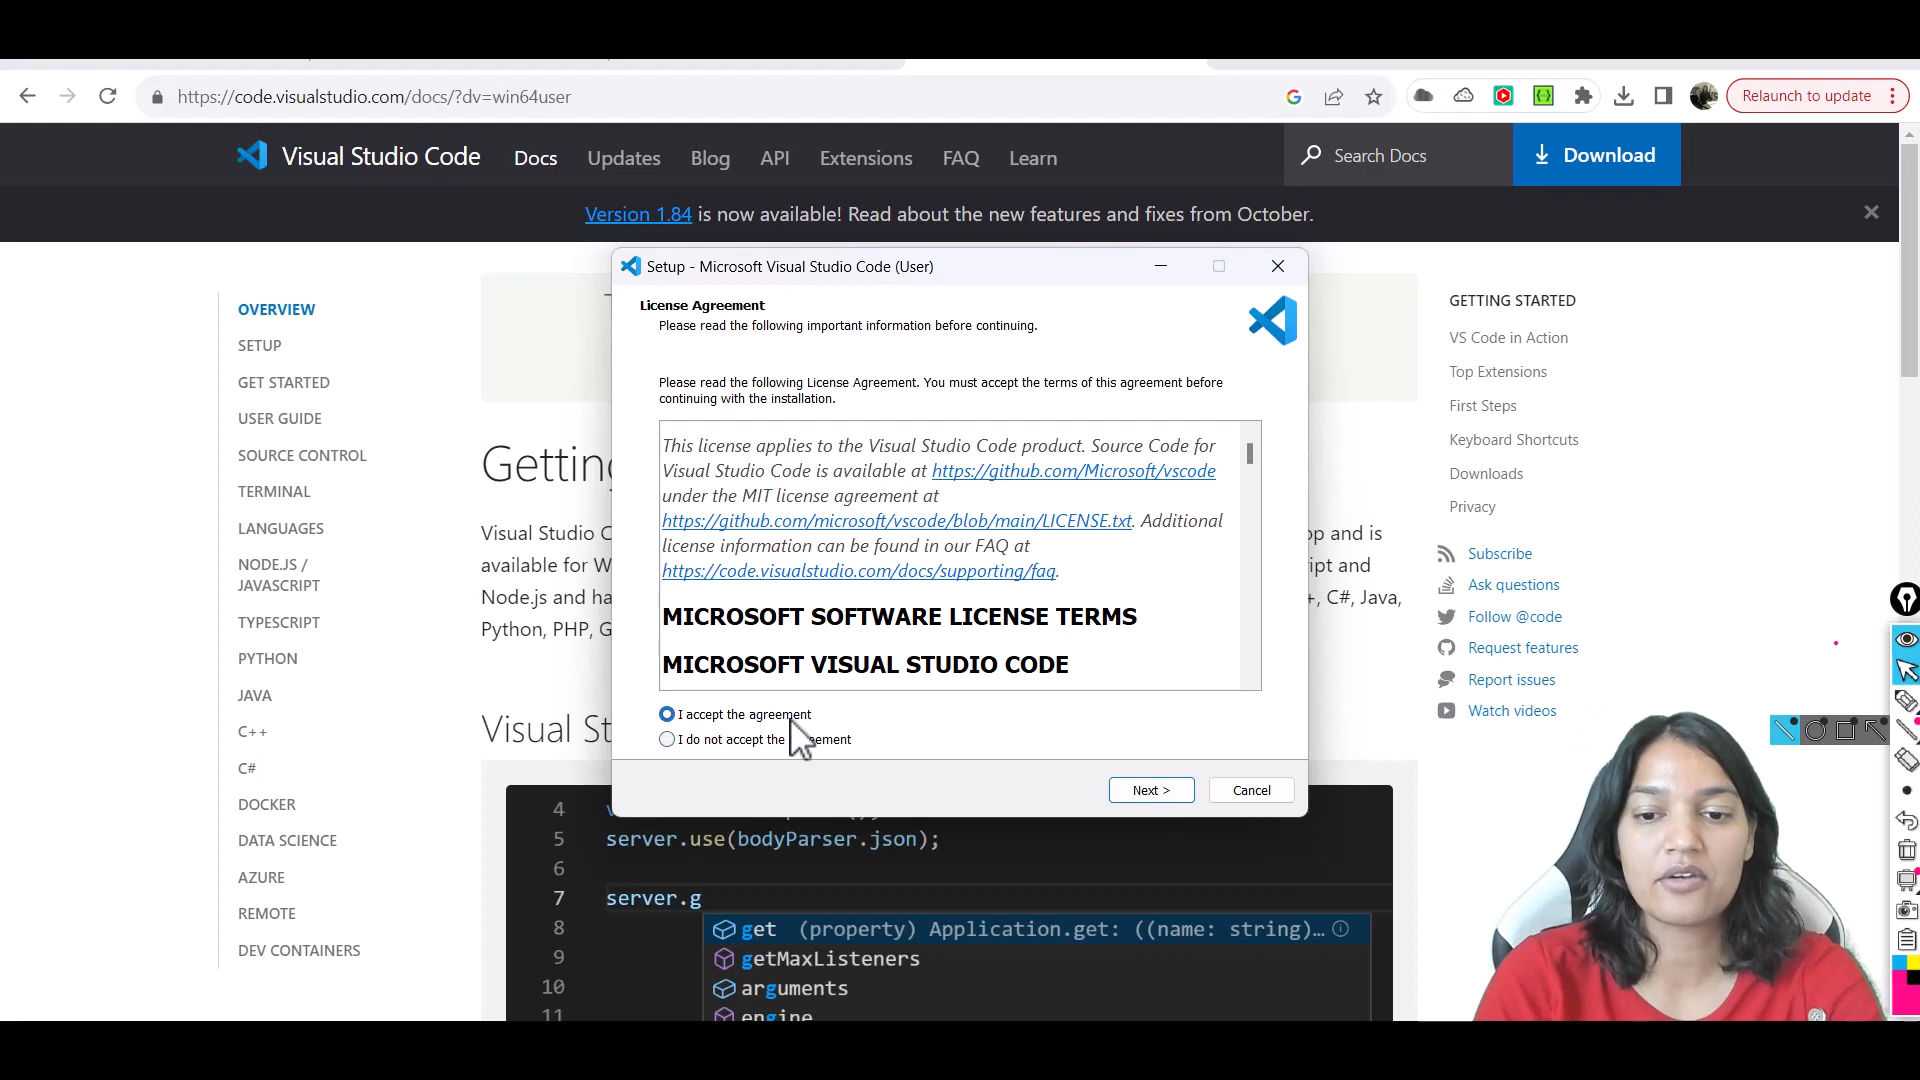 https://code.visualstudio.com/docs/?dv=win64user
Relaunch to update
Visual Studio Code
Docs
Updates
Blog
API
Extensions
FAQ
Learn
Search Docs
Download
Version 1.84 is now available! Read about the new features and fixes from October.
OVERVIEW
SETUP
GET STARTED
USER GUIDE
SOURCE CONTROL
TERMINAL
LANGUAGES
NODE.JS /
JAVASCRIPT
TYPESCRIPT
PYTHON
JAVA
C++
C#
DOCKER
DATA SCIENCE
AZURE
REMOTE
DEV CONTAINERS
Getting
Visual Studio C
available for W
Node.js and ha
Python, PHP, G
op and is
ipt and
+, C#, Java,
Visual St
Setup - Microsoft Visual Studio Code (User)
License Agreement
Please read the following important information before continuing.
Please read the following License Agreement. You must accept the terms of this agreement before
continuing with the installation.
This license applies to the Visual Studio Code product. Source Code for
Visual Studio Code is available at https://github.com/Microsoft/vscode
under the MIT license agreement at
https://github.com/microsoft/vscode/blob/main/LICENSE.txt. Additional
license information can be found in our FAQ at
https://code.visualstudio.com/docs/supporting/faq.
MICROSOFT SOFTWARE LICENSE TERMS
MICROSOFT VISUAL STUDIO CODE
I accept the agreement
I do not accept the eement
Next >
Cancel
4
5 server.use(bodyParser.json);
6
7 server.g
8 get (property) Application.get: ((name: string)…
9 getMaxListeners
10 arguments
11 engine
GETTING STARTED
VS Code in Action
Top Extensions
First Steps
Keyboard Shortcuts
Downloads
Privacy
Subscribe
Ask questions
Follow @code
Request features
Report issues
Watch videos